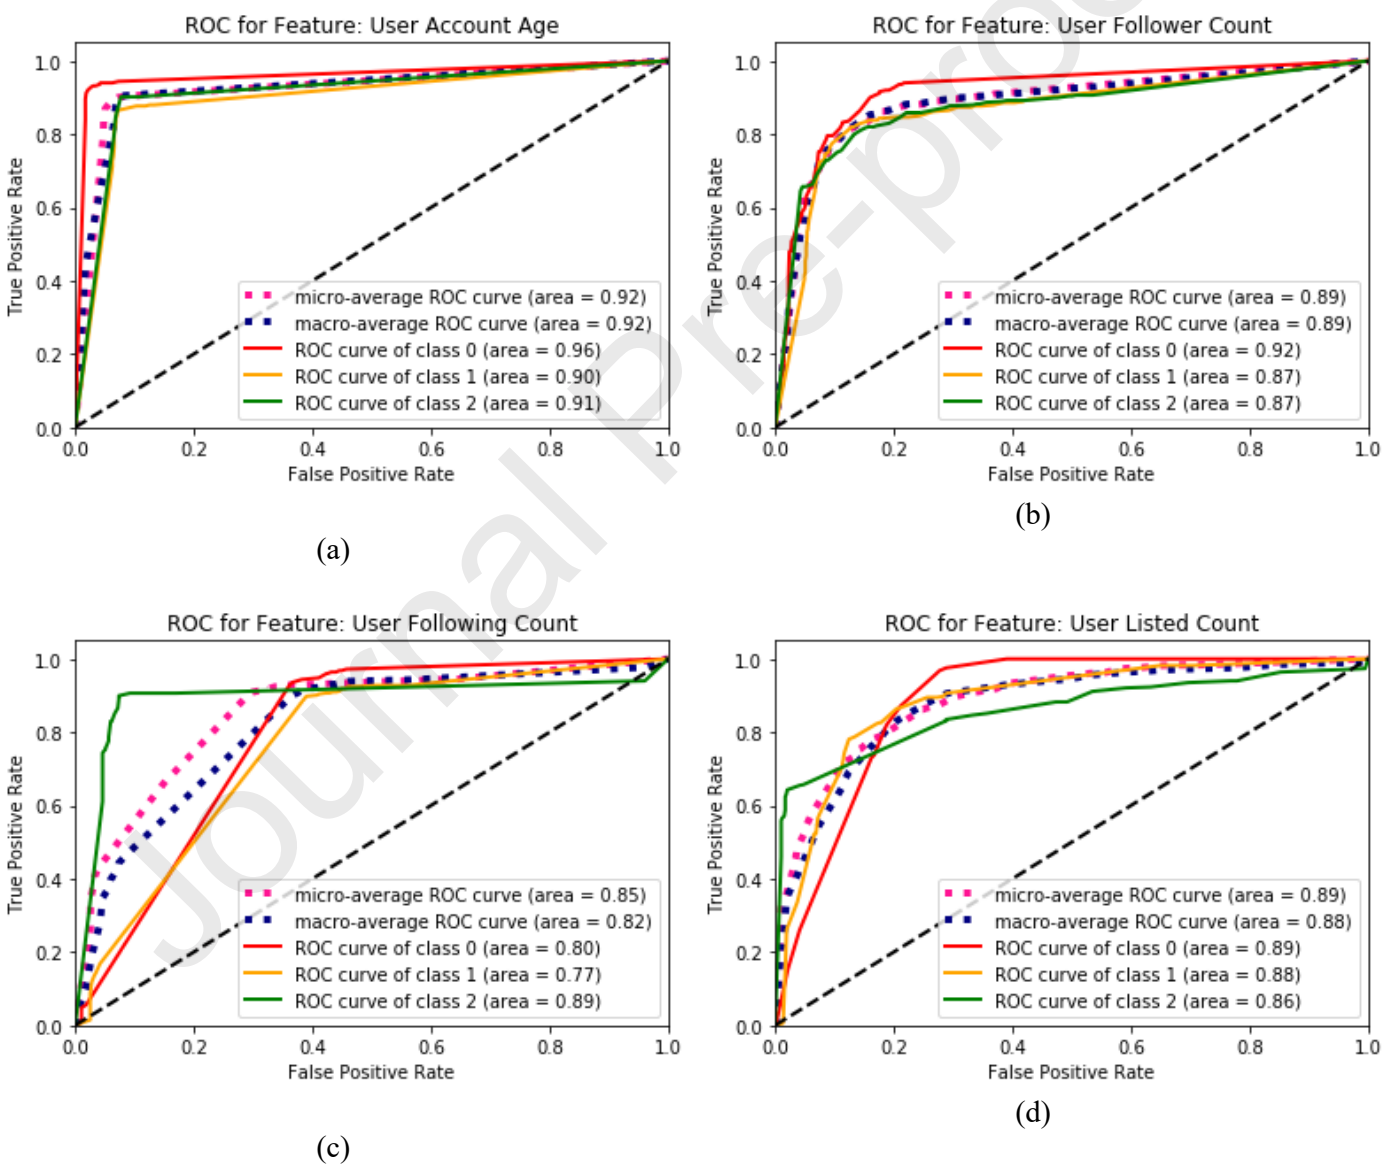 ROC for Feature: User Account Age
1.0
0.8
0.6
0.4
0.2
0.0
True Positive Rate
micro-average ROC curve (area = 0.92)
macro-average ROC curve (area = 0.92)
ROC curve of class 0 (area = 0.96)
ROC curve of class 1 (area = 0.90)
ROC curve of class 2 (area = 0.91)
0.0 0.2 0.4 0.6 0.8 1.0
False Positive Rate
(a)
ROC for Feature: User Follower Count
1.0
0.8
0.6
0.4
0.2
0.0
True Positive Rate
micro-average ROC curve (area = 0.89)
macro-average ROC curve (area = 0.89)
ROC curve of class 0 (area = 0.92)
ROC curve of class 1 (area = 0.87)
ROC curve of class 2 (area = 0.87)
0.0 0.2 0.4 0.6 0.8 1.0
False Positive Rate
(b)
ROC for Feature: User Following Count
1.0
0.8
0.6
0.4
0.2
0.0
True Positive Rate
micro-average ROC curve (area = 0.85)
macro-average ROC curve (area = 0.82)
ROC curve of class 0 (area = 0.80)
ROC curve of class 1 (area = 0.77)
ROC curve of class 2 (area = 0.89)
0.0 0.2 0.4 0.6 0.8 1.0
False Positive Rate
(c)
ROC for Feature: User Listed Count
1.0
0.8
0.6
0.4
0.2
0.0
True Positive Rate
micro-average ROC curve (area = 0.89)
macro-average ROC curve (area = 0.88)
ROC curve of class 0 (area = 0.89)
ROC curve of class 1 (area = 0.88)
ROC curve of class 2 (area = 0.86)
0.0 0.2 0.4 0.6 0.8 1.0
False Positive Rate
(d)
Journal Pre-pro